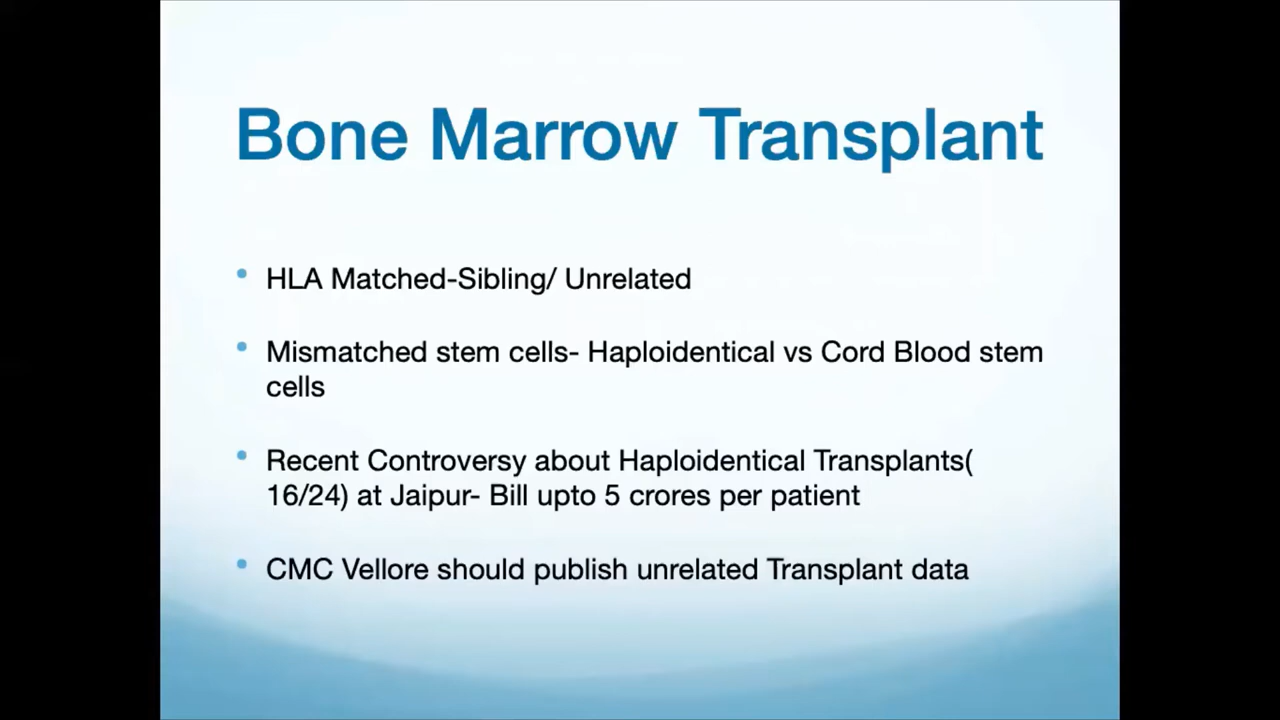 Bone Marrow Transplant
• HLA Matched-Sibling/ Unrelated
• Mismatched stem cells- Haploidentical vs Cord Blood stem
cells
• Recent Controversy about Haploidentical Transplants(
16/24) at Jaipur- Bill upto 5 crores per patient
• CMC Vellore should publish unrelated Transplant data